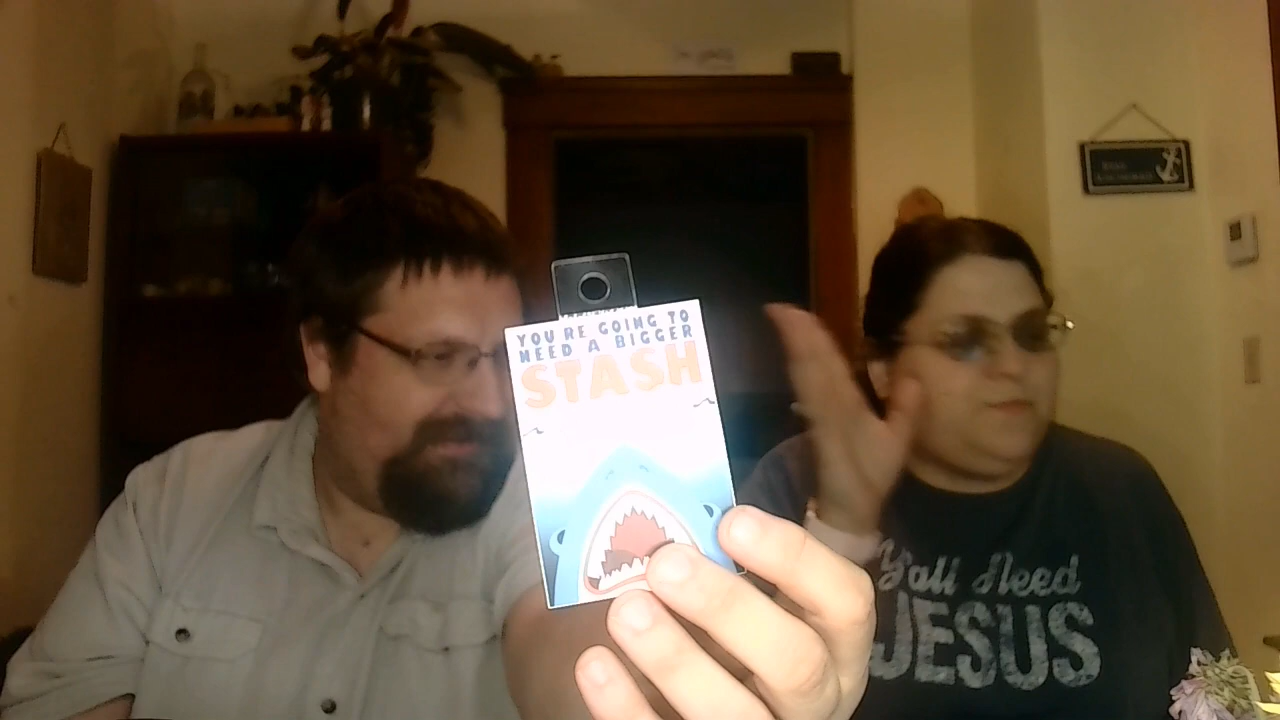 YOU'RE GOING TO
NEED A BIGGER
STASH
Y'all Need
JESUS